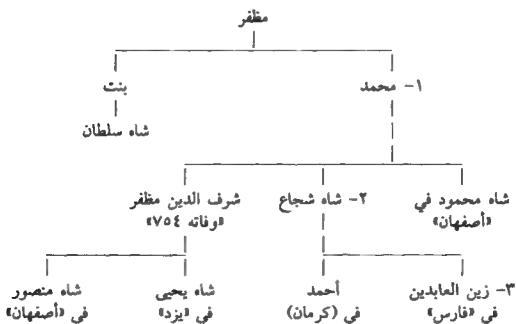 مظفر
١- محمد
بنت
شاه سلطان
شاه محمود في
«أصفهان»
٢- شاه شجاع
شرف الدين مظفر
«وفاته ٧٥٤»
٣- زين العابدين
في «فارس»
أحمد
في (كرمان)
شاه يحيى
في «يزد»
شاه منصور
في «أصفهان»